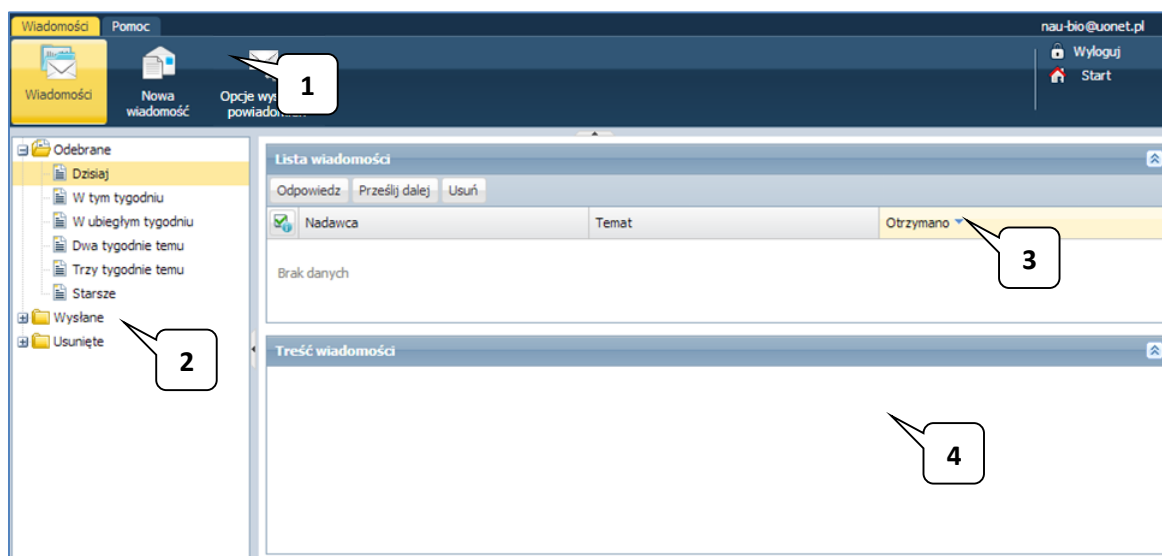 Wiadomości Pomoc nau-bio@uonet.pl
Wyloguj
Start
Wiadomości
Nowa
wiadomość
Opcje
1
Odebrane
Dzisiaj
W tym tygodniu
W ubiegłym tygodniu
Dwa tygodnie temu
Trzy tygodnie temu
Starsze
Wysłane
Usunięte
2
Lista wiadomości
Odpowiedz Prześlij dalej Usuń
Nadawca Temat Otrzymano
Brak danych
3
Treść wiadomości
4